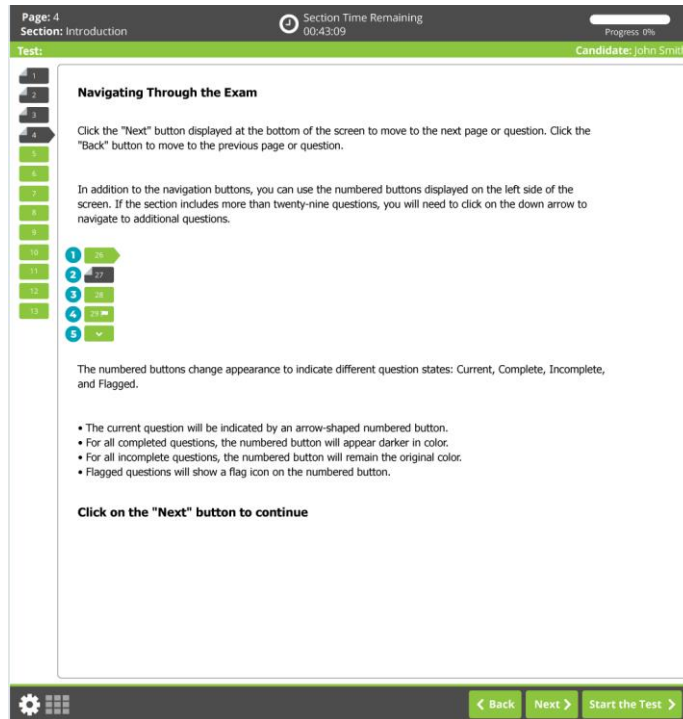 Page: 4
Section: Introduction
Section Time Remaining
00:43:09
Progress 0%
Test:
Candidate: John Smith
1
2
3
4
5
6
7
8
9
10
11
12
13
Navigating Through the Exam
Click the "Next" button displayed at the bottom of the screen to move to the next page or question. Click the
"Back" button to move to the previous page or question.
In addition to the navigation buttons, you can use the numbered buttons displayed on the left side of the
screen. If the section includes more than twenty-nine questions, you will need to click on the down arrow to
navigate to additional questions.
1 26
2 27
3 28
4 29
5
The numbered buttons change appearance to indicate different question states: Current, Complete, Incomplete,
and Flagged.
• The current question will be indicated by an arrow-shaped numbered button.
• For all completed questions, the numbered button will appear darker in color.
• For all incomplete questions, the numbered button will remain the original color.
• Flagged questions will show a flag icon on the numbered button.
Click on the "Next" button to continue
Back Next Start the Test